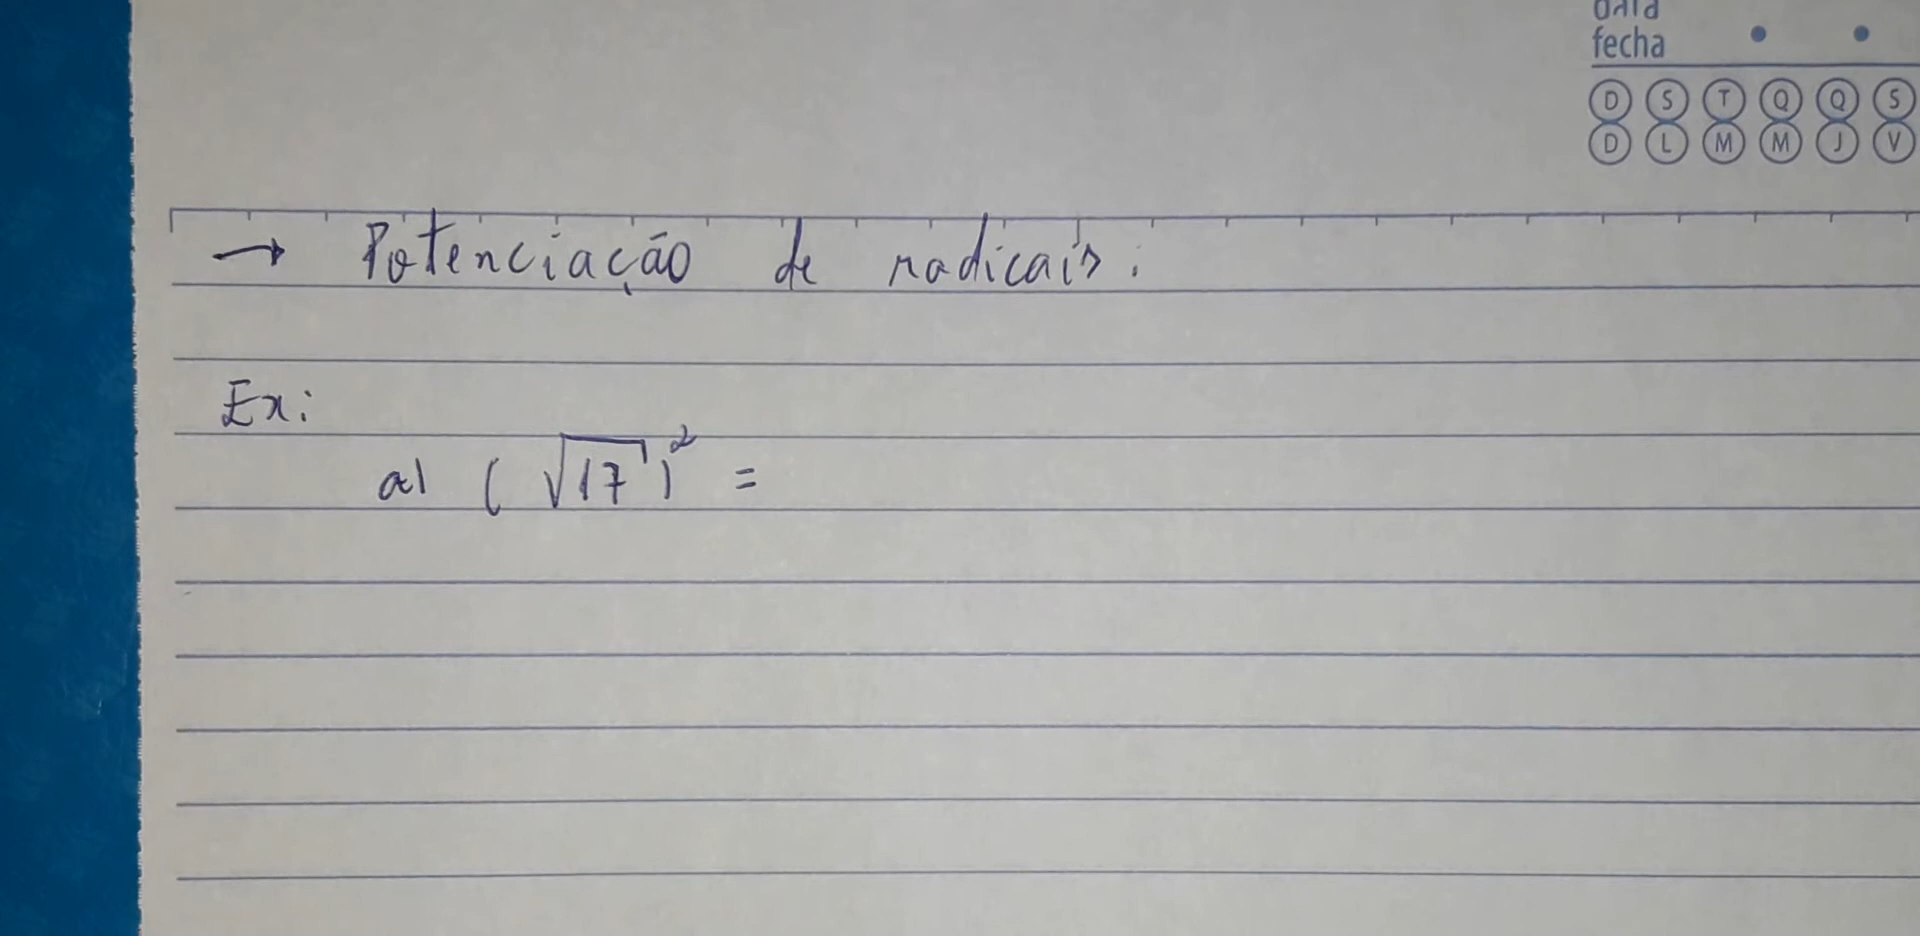 data
fecha
D S T Q Q S
D L M M J V
→ Potenciação de radicais:
Ex:
a) (√17)² =